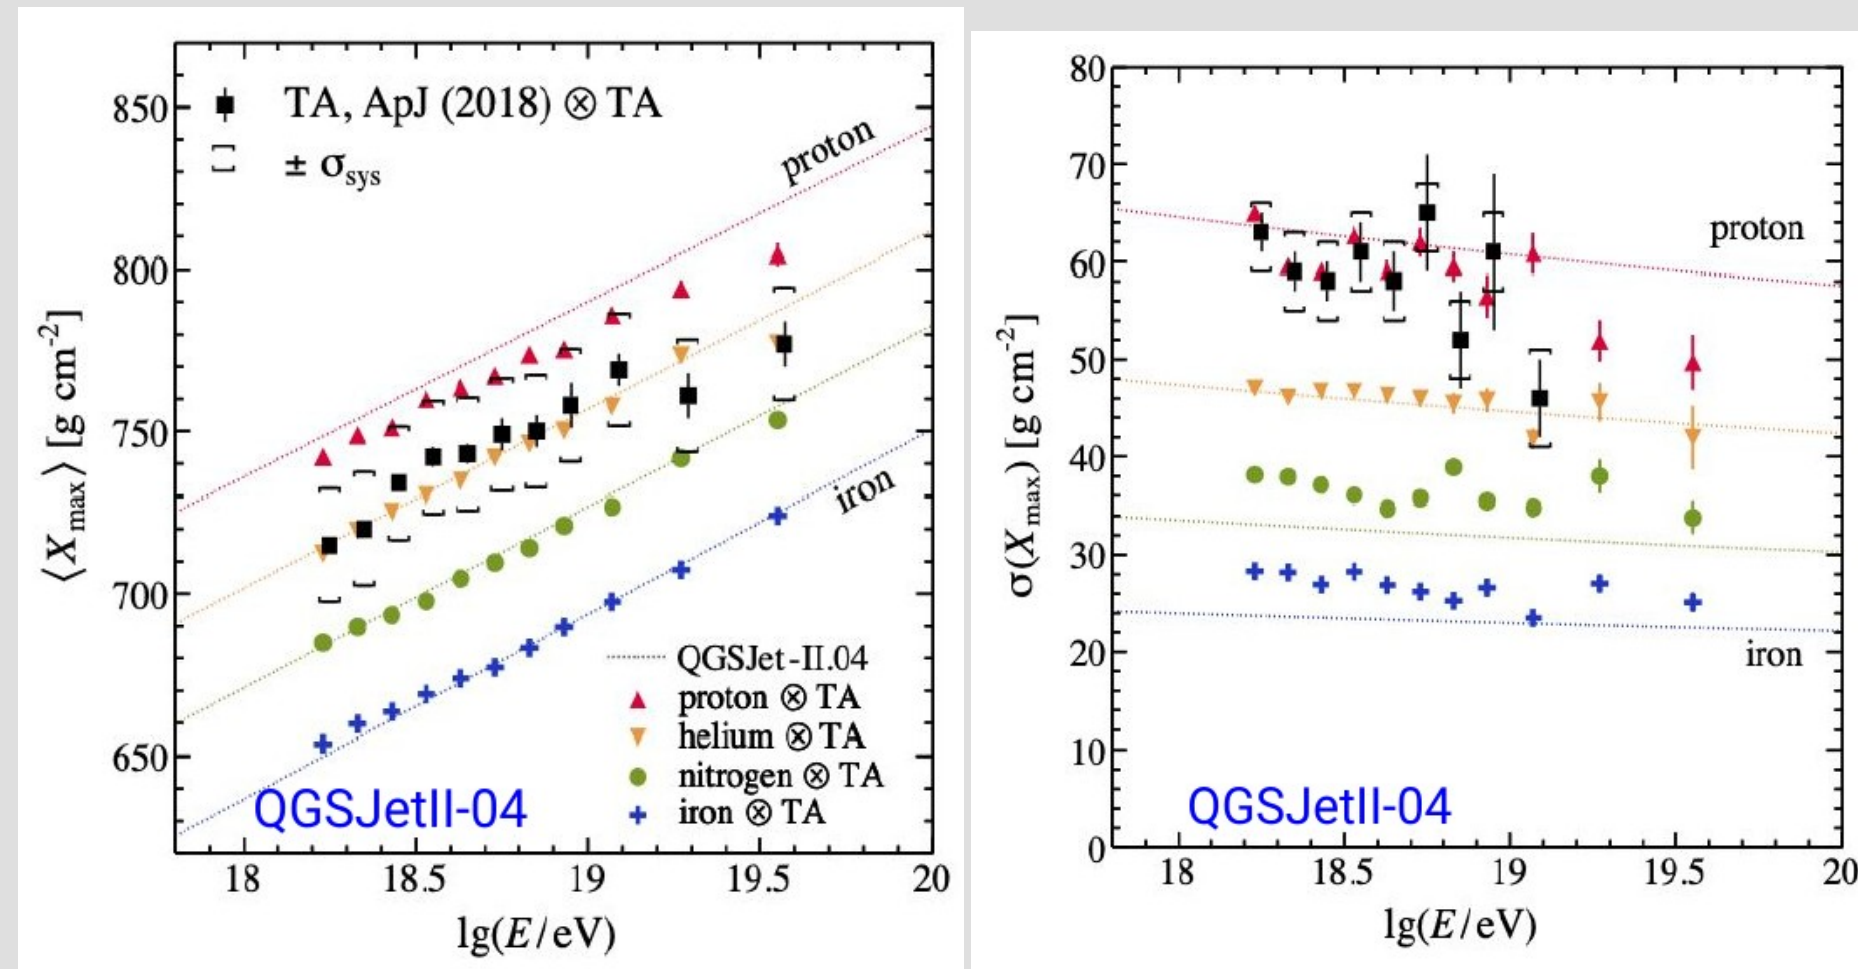 850
800
750
700
650
⟨X_max⟩ [g cm⁻²]
TA, ApJ (2018) ⊗ TA
± σ_sys
proton
iron
QGSJet-II.04
proton ⊗ TA
helium ⊗ TA
nitrogen ⊗ TA
iron ⊗ TA
QGSJetII-04
18 18.5 19 19.5 20
lg(E/eV)
80
70
60
50
40
30
20
10
0
σ(X_max) [g cm⁻²]
proton
iron
QGSJetII-04
18 18.5 19 19.5 20
lg(E/eV)